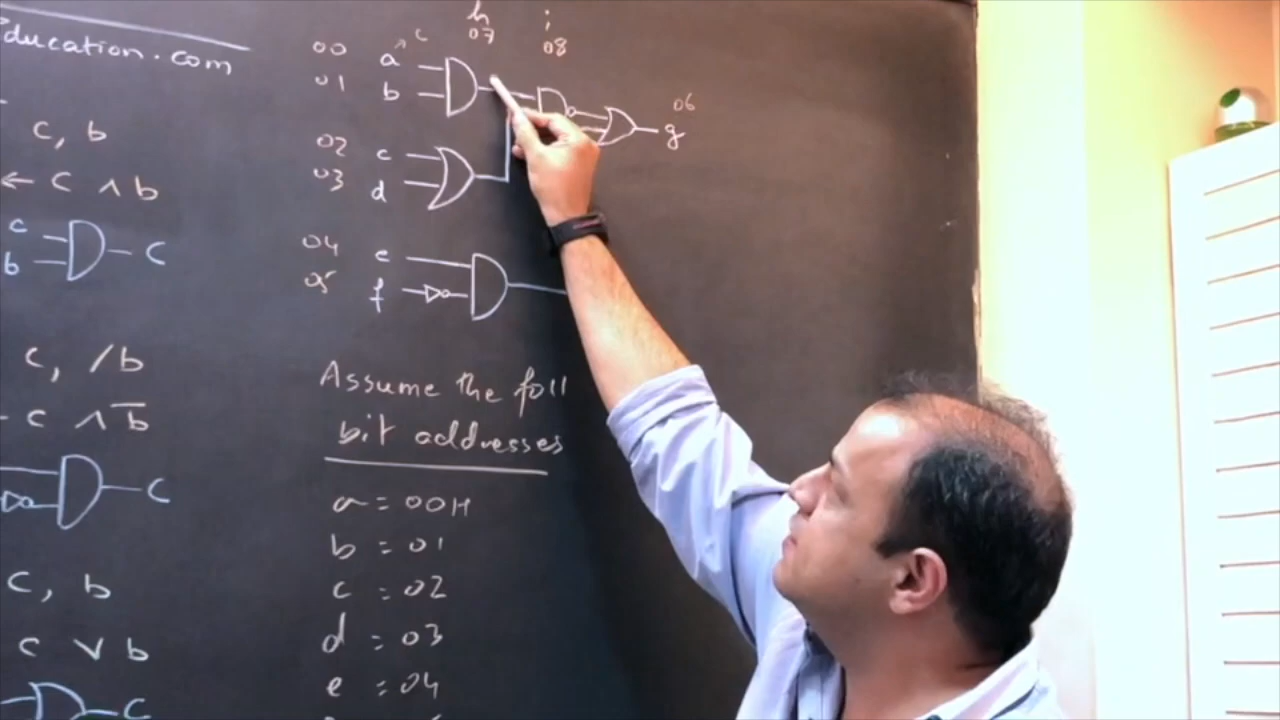 ducation.com
c, b
← C ∧ b
c
b
C
c, /b
C ∧ b̅
C
C, b
C ∨ b
C
h
07
i
08
00 a ∧ c
01 b
02 c
03 d
04 e
05 f
06
g
Assume the foll
bit addresses
a = 00H
b = 01
c = 02
d = 03
e = 04